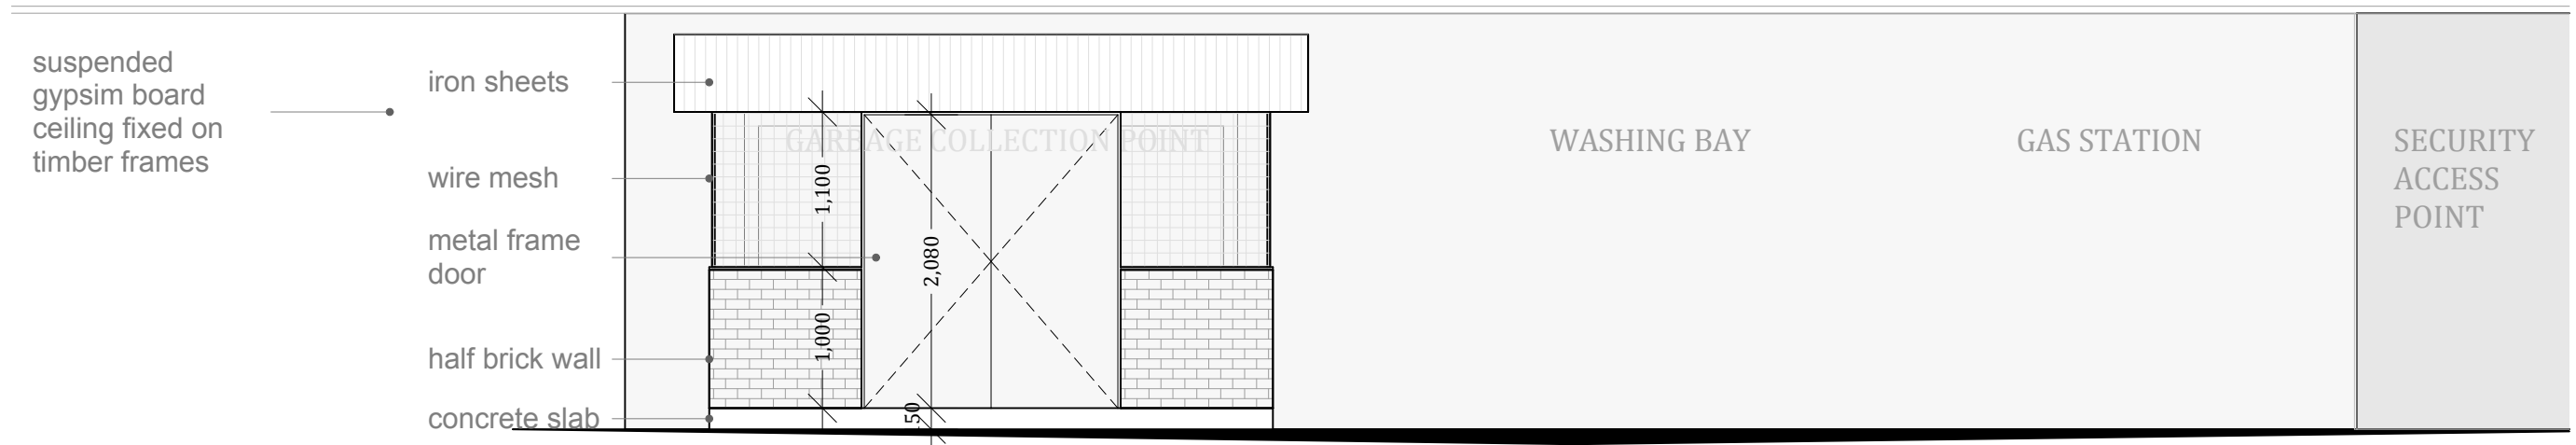 suspended
gypsim board
ceiling fixed on
timber frames
iron sheets
wire mesh
metal frame
door
half brick wall
concrete slab
GARBAGE COLLECTION POINT
1,100
2,080
1,000
WASHING BAY
GAS STATION
SECURITY
ACCESS
POINT